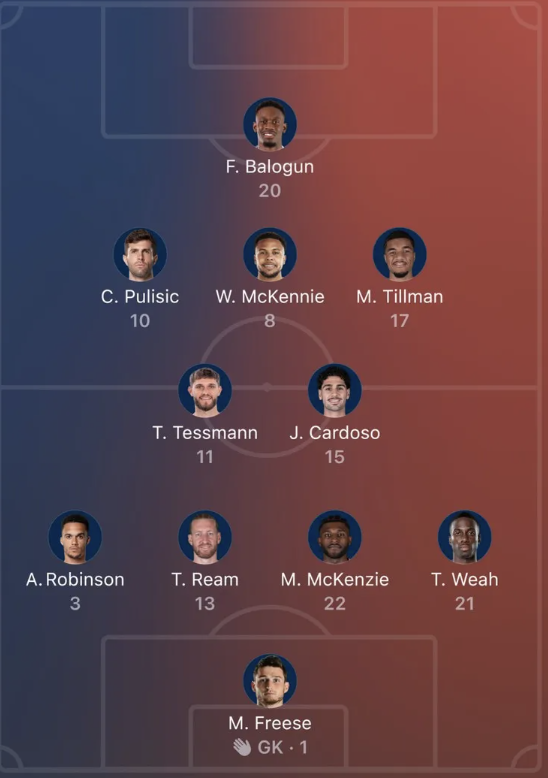 F. Balogun
20
C. Pulisic W. McKennie M. Tillman
10 8 17
T. Tessmann J. Cardoso
11 15
A. Robinson T. Ream M. McKenzie T. Weah
3 13 22 21
M. Freese
GK · 1